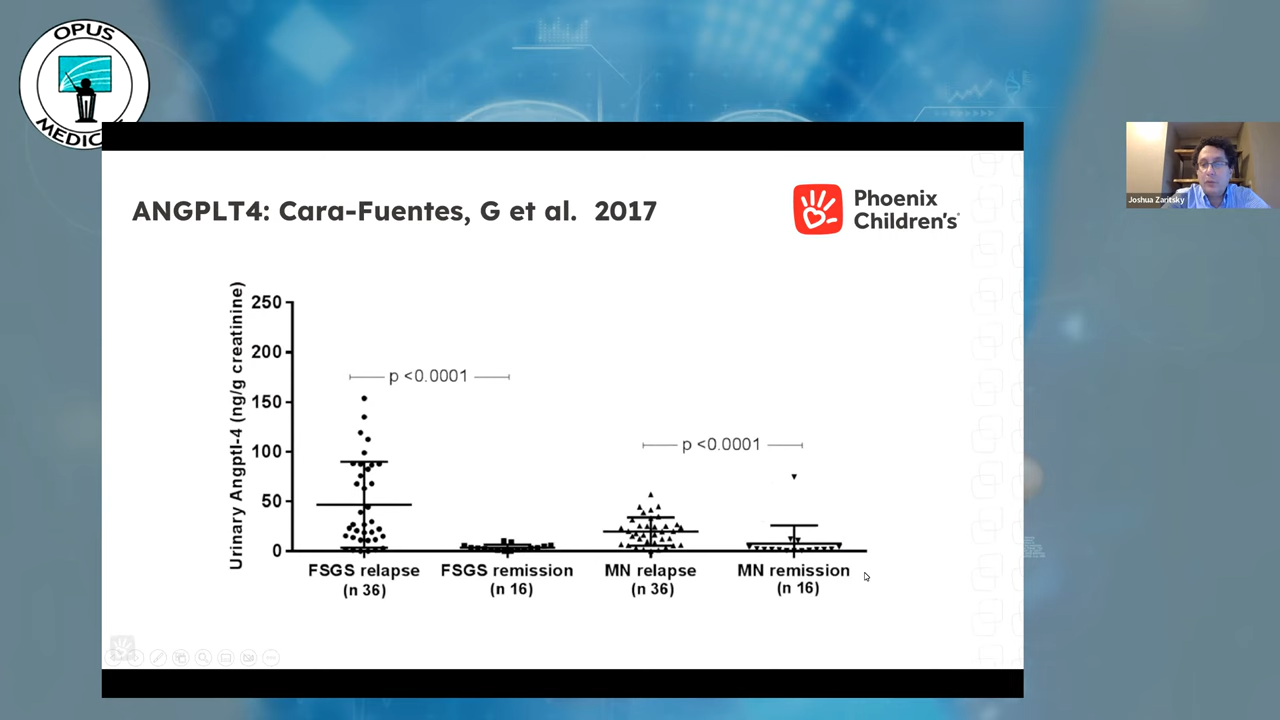 OPUS
MEDIC
ANGPLT4: Cara-Fuentes, G et al. 2017
Phoenix
Children's
Joshua Zaritsky
Urinary Angptl-4 (ng/g creatinine)
250
200
150
100
50
0
p <0.0001
p <0.0001
FSGS relapse
(n 36)
FSGS remission
(n 16)
MN relapse
(n 36)
MN remission
(n 16)